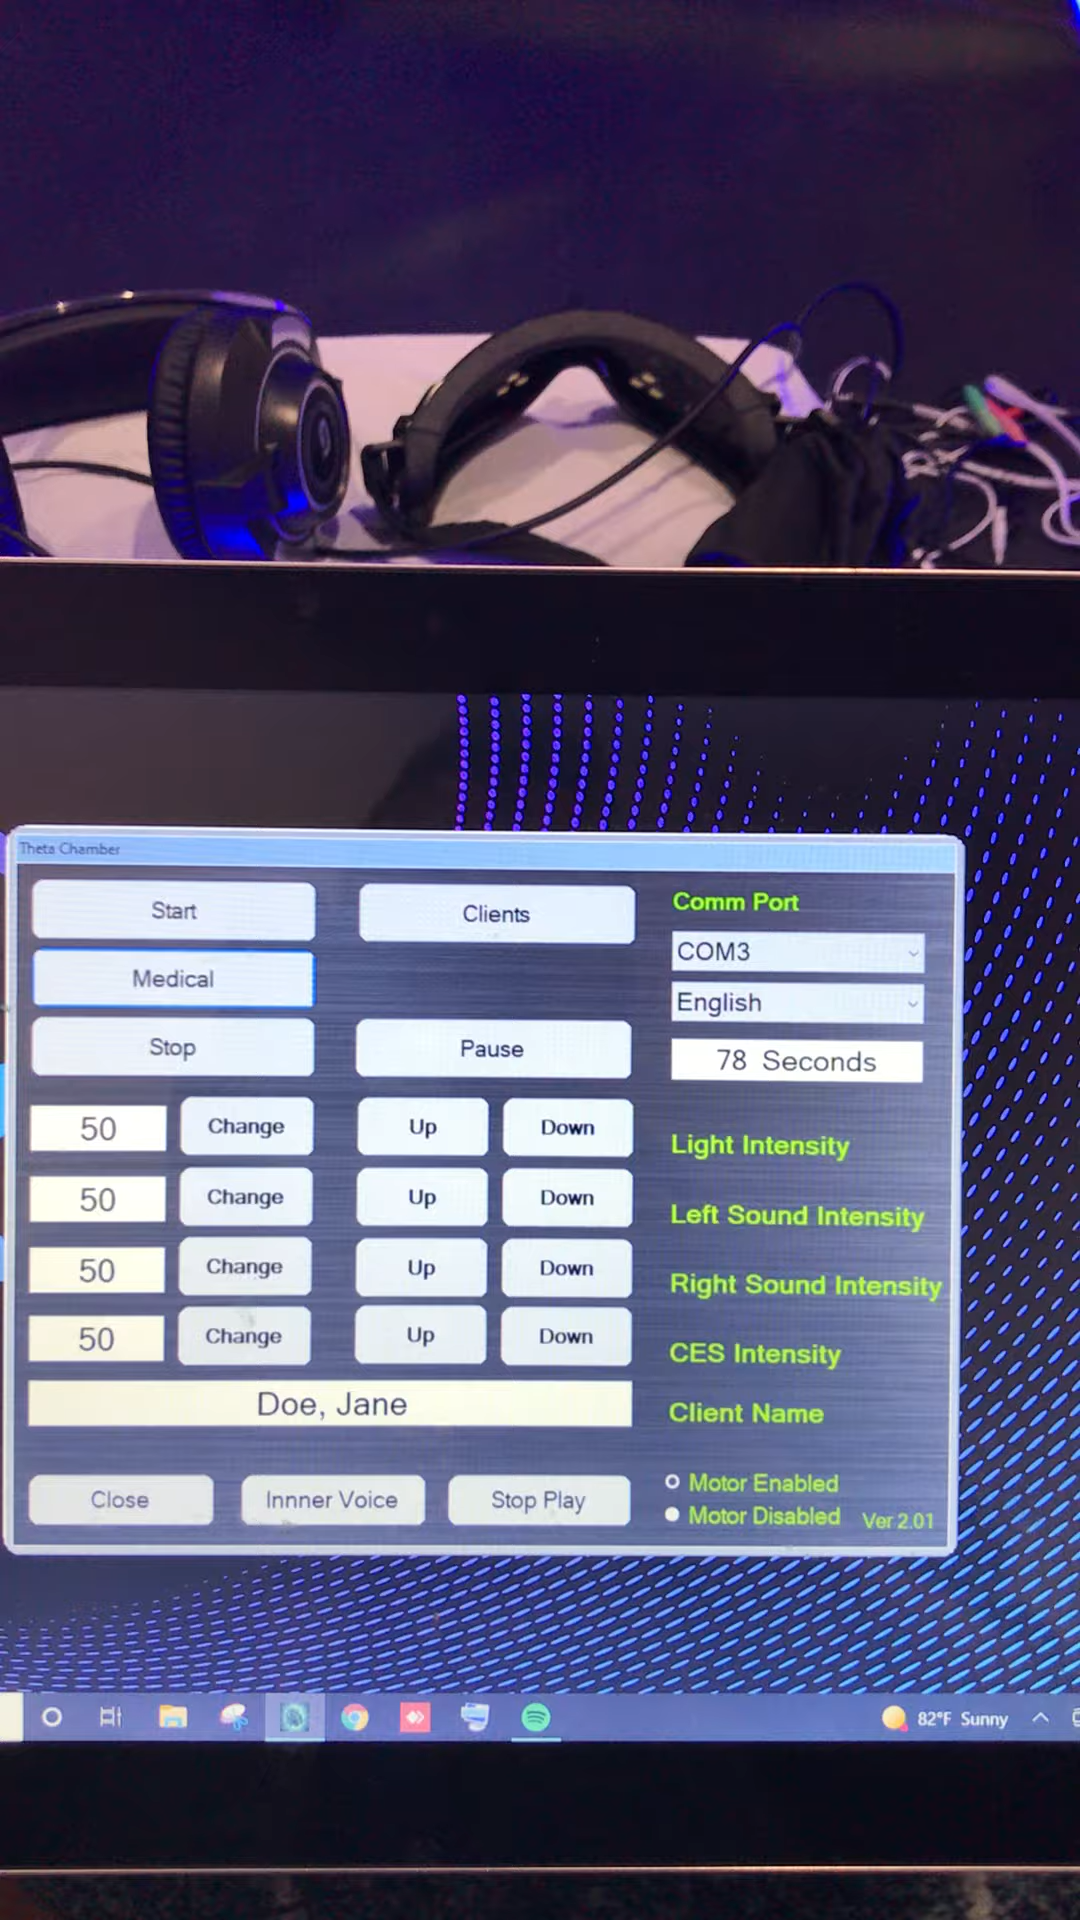 Theta Chamber
Start
Clients
Comm Port
COM3
Medical
English
Stop
Pause
78 Seconds
50 Change Up Down Light Intensity
50 Change Up Down Left Sound Intensity
50 Change Up Down Right Sound Intensity
50 Change Up Down CES Intensity
Doe, Jane Client Name
Close Innner Voice Stop Play
Motor Enabled
Motor Disabled Ver 2.01
82°F Sunny